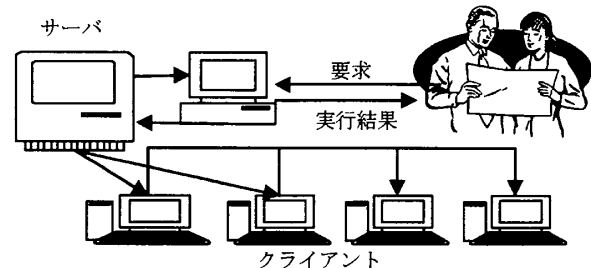 サーバ
要求
実行結果
クライアント